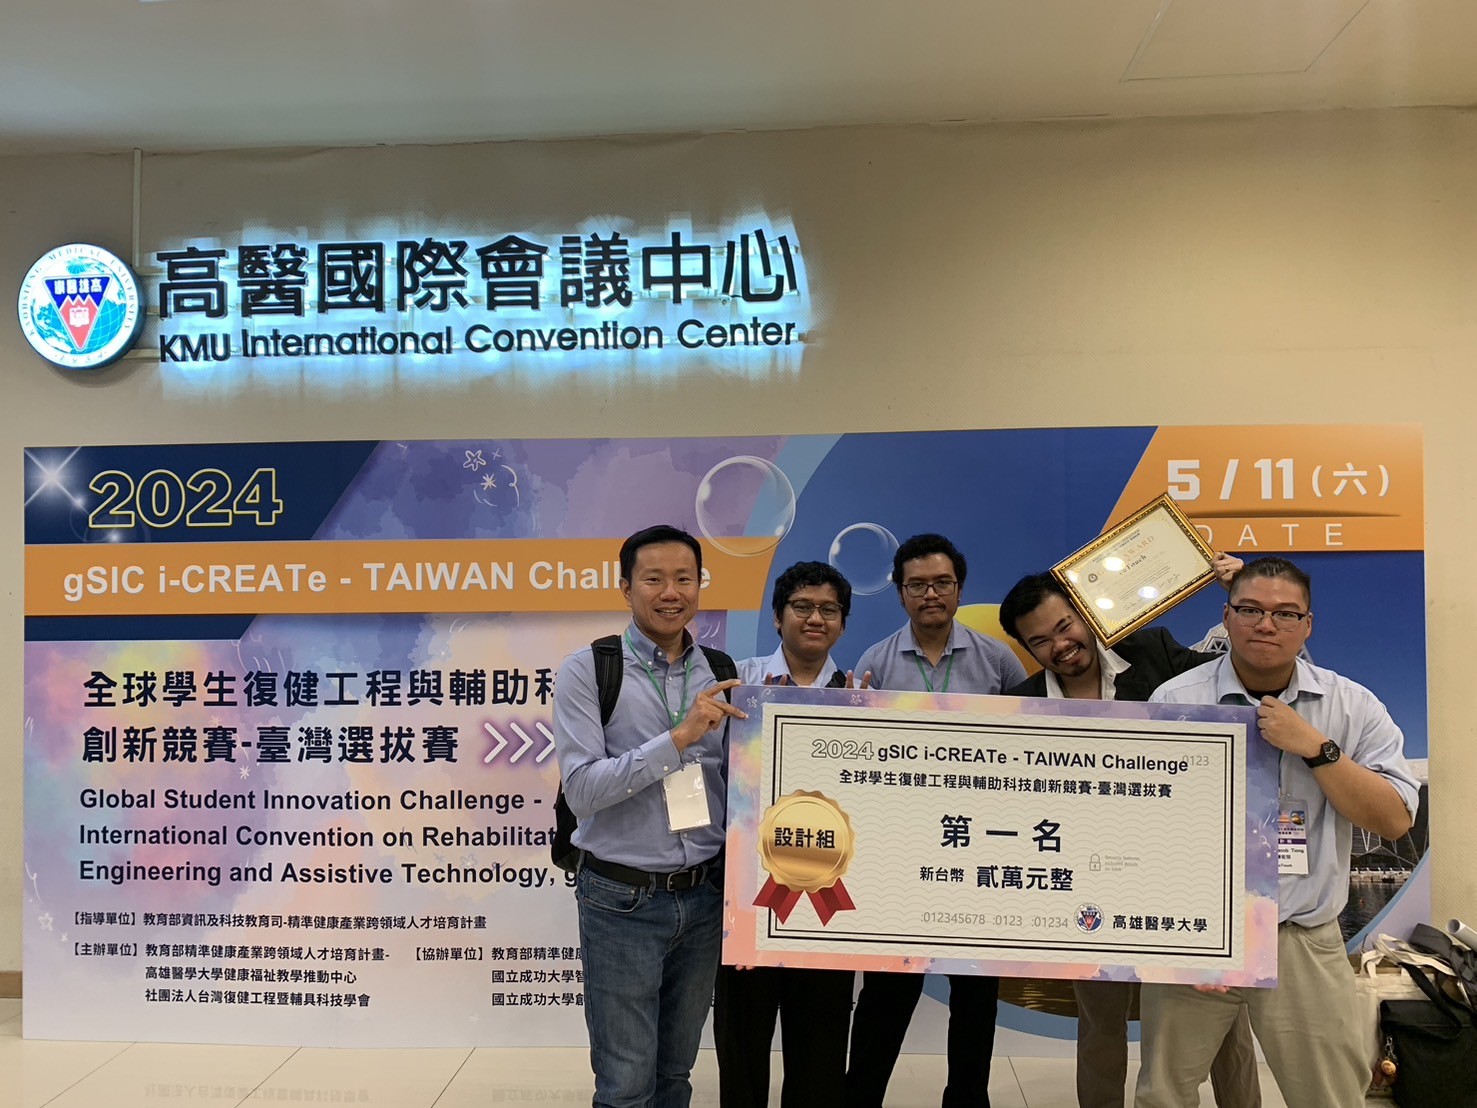 高醫國際會議中心
KMU International Convention Center
高雄醫學
2024
gSIC i-CREATe - TAIWAN Chall
e
5 / 11 (六)
DATE
全球學生復健工程與輔助科
創新競賽-臺灣選拔賽
Global Student Innovation Challenge -
International Convention on Rehabilitat
Engineering and Assistive Technology,
【指導單位】教育部資訊及科技教育司-精準健康產業跨領域人才培育計畫
【主辦單位】教育部精準健康產業跨領域人才培育計畫-
高雄醫學大學健康福祉教學推動中心
社團法人台灣復健工程暨輔具科技學會
【協辦單位】教育部精準健
國立成功大學智
國立成功大學創
AWARD
Touch
2024 gSIC i-CREATe - TAIWAN Challenge
0123
全球學生復健工程與輔助科技創新競賽-臺灣選拔賽
設計組
第一名
新台幣 貳萬元整
:012345678 :0123 :01234
高雄醫學大學